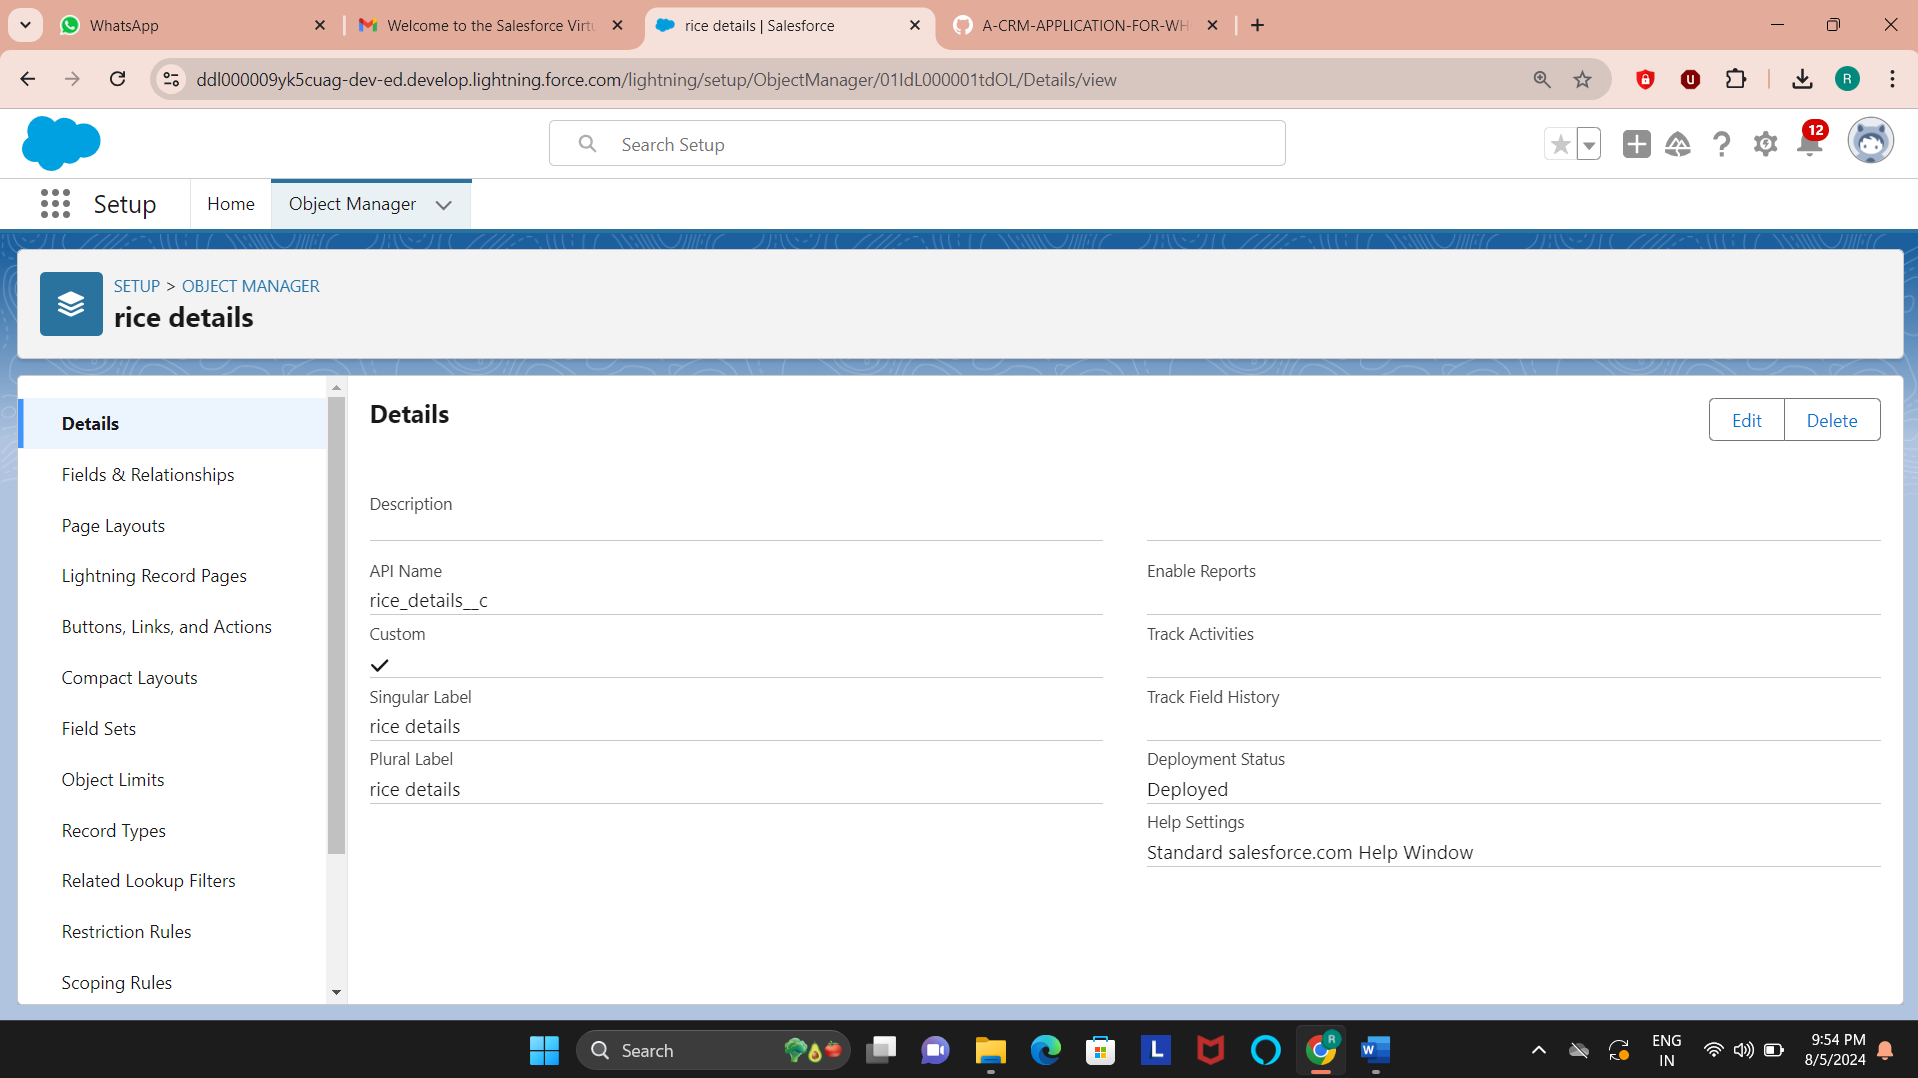 WhatsApp
Welcome to the Salesforce Virtu
rice details | Salesforce
A-CRM-APPLICATION-FOR-WH
ddl000009yk5cuag-dev-ed.develop.lightning.force.com/lightning/setup/ObjectManager/01IdL000001tdOL/Details/view
R
Search Setup
12
Setup
Home
Object Manager
SETUP > OBJECT MANAGER
rice details
Details
Fields & Relationships
Page Layouts
Lightning Record Pages
Buttons, Links, and Actions
Compact Layouts
Field Sets
Object Limits
Record Types
Related Lookup Filters
Restriction Rules
Scoping Rules
Details
Edit
Delete
Description
API Name
rice_details__c
Custom
Singular Label
rice details
Plural Label
rice details
Enable Reports
Track Activities
Track Field History
Deployment Status
Deployed
Help Settings
Standard salesforce.com Help Window
Search
L
R
W
ENG
IN
9:54 PM
8/5/2024